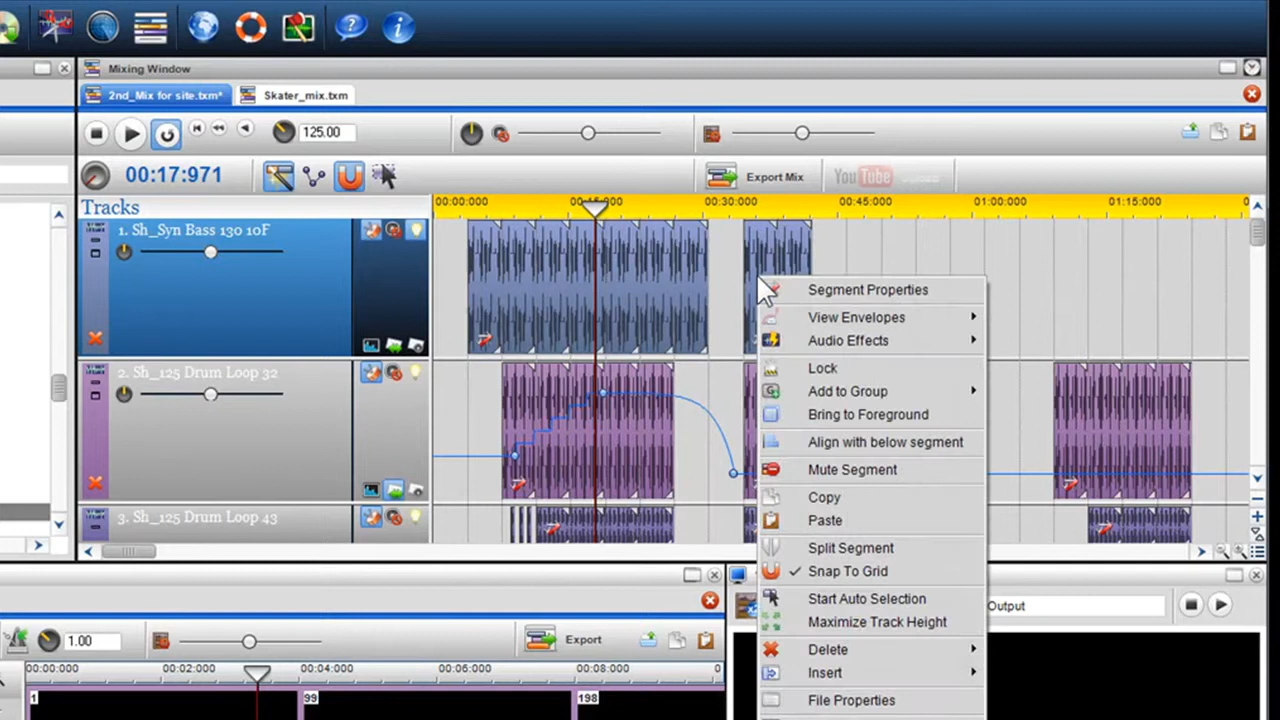 Mixing Window
2nd_Mix for site.txm*
Skater_mix.txm
125.00
00:17:971
Export Mix
You Tube
Tracks
00:00:000
00:15:000
00:30:000
00:45:000
01:00:000
01:15:000
0
1. Sh_Syn Bass 130 10F
2. Sh_125 Drum Loop 32
3. Sh_125 Drum Loop 43
Segment Properties
View Envelopes
Audio Effects
Lock
Add to Group
Bring to Foreground
Align with below segment
Mute Segment
Copy
Paste
Split Segment
Snap To Grid
Start Auto Selection
Maximize Track Height
Delete
Insert
File Properties
Output
1.00
Export
00:00:000
00:02:000
00:04:000
00:06:000
00:08:000
0
1
99
198